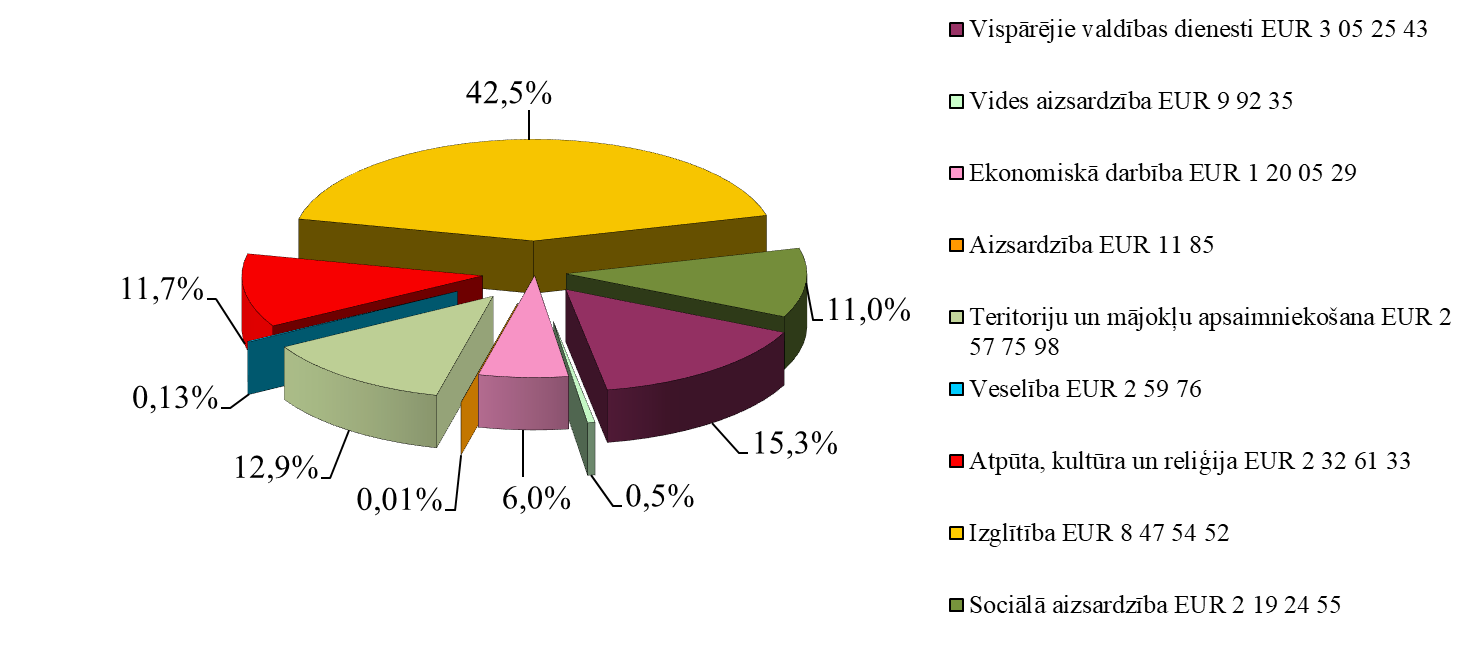 42,5%
11,7%
11,0%
0,13%
15,3%
12,9%
0,01%
6,0%
0,5%
Vispārējie valdības dienesti EUR 3 05 25 43
Vides aizsardzība EUR 9 92 35
Ekonomiskā darbība EUR 1 20 05 29
Aizsardzība EUR 11 85
Teritoriju un mājokļu apsaimniekošana EUR 2
57 75 98
Veselība EUR 2 59 76
Atpūta, kultūra un reliģija EUR 2 32 61 33
Izglītība EUR 8 47 54 52
Sociālā aizsardzība EUR 2 19 24 55